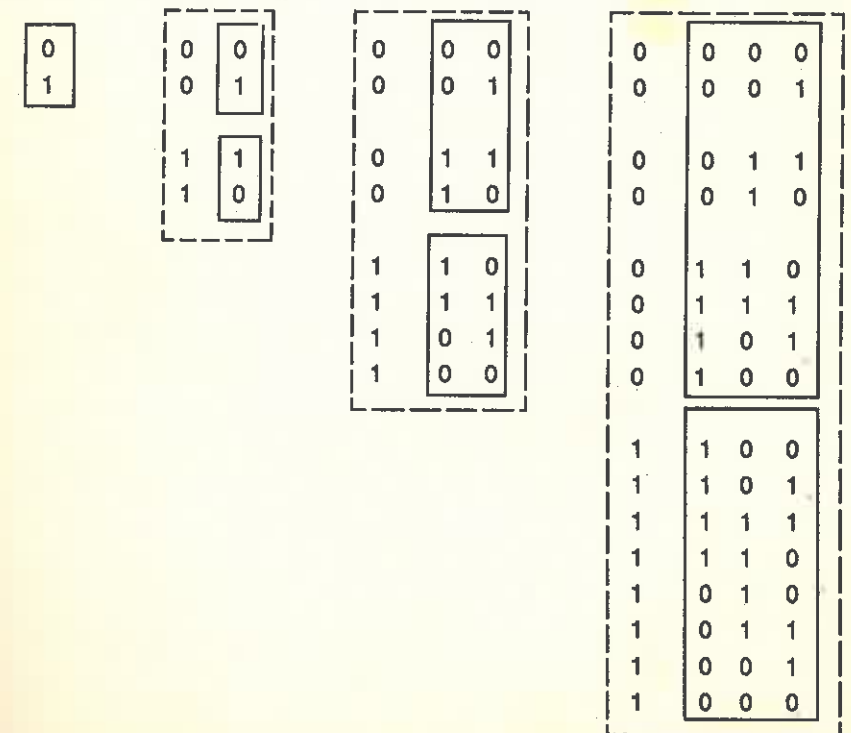 0
1
0 0
0 1
1 1
1 0
0 0 0
0 0 1
0 1 1
0 1 0
1 1 0
1 1 1
1 0 1
1 0 0
0 0 0 0
0 0 0 1
0 0 1 1
0 0 1 0
0 1 1 0
0 1 1 1
0 1 0 1
0 1 0 0
1 1 0 0
1 1 0 1
1 1 1 1
1 1 1 0
1 0 1 0
1 0 1 1
1 0 0 1
1 0 0 0